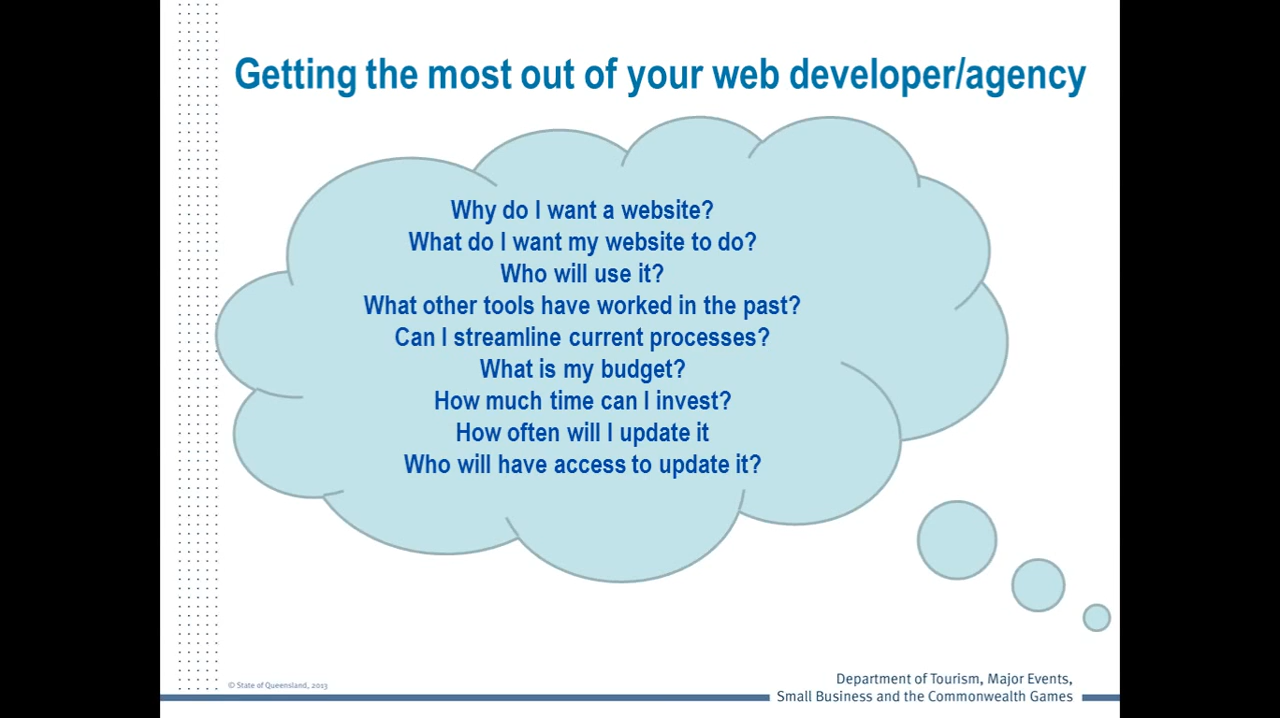 Getting the most out of your web developer/agency
Why do I want a website?
What do I want my website to do?
Who will use it?
What other tools have worked in the past?
Can I streamline current processes?
What is my budget?
How much time can I invest?
How often will I update it
Who will have access to update it?
© State of Queensland, 2013
Department of Tourism, Major Events,
Small Business and the Commonwealth Games